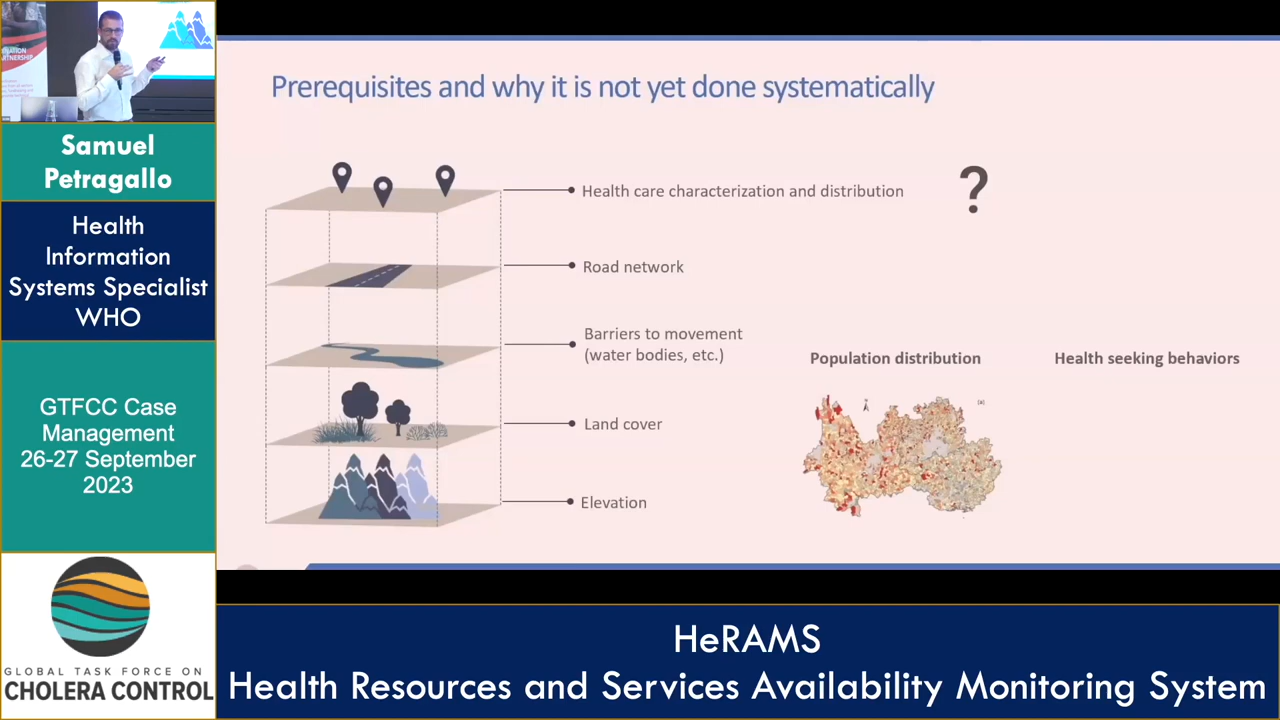 NATION
RTNERSHIP
Samuel
Petragallo
Health
Information
Systems Specialist
WHO
GTFCC Case
Management
26-27 September
2023
GLOBAL TASK FORCE ON
CHOLERA CONTROL
Prerequisites and why it is not yet done systematically
Health care characterization and distribution
?
Road network
Barriers to movement
(water bodies, etc.)
Land cover
Elevation
Population distribution
Health seeking behaviors
HeRAMS
Health Resources and Services Availability Monitoring System